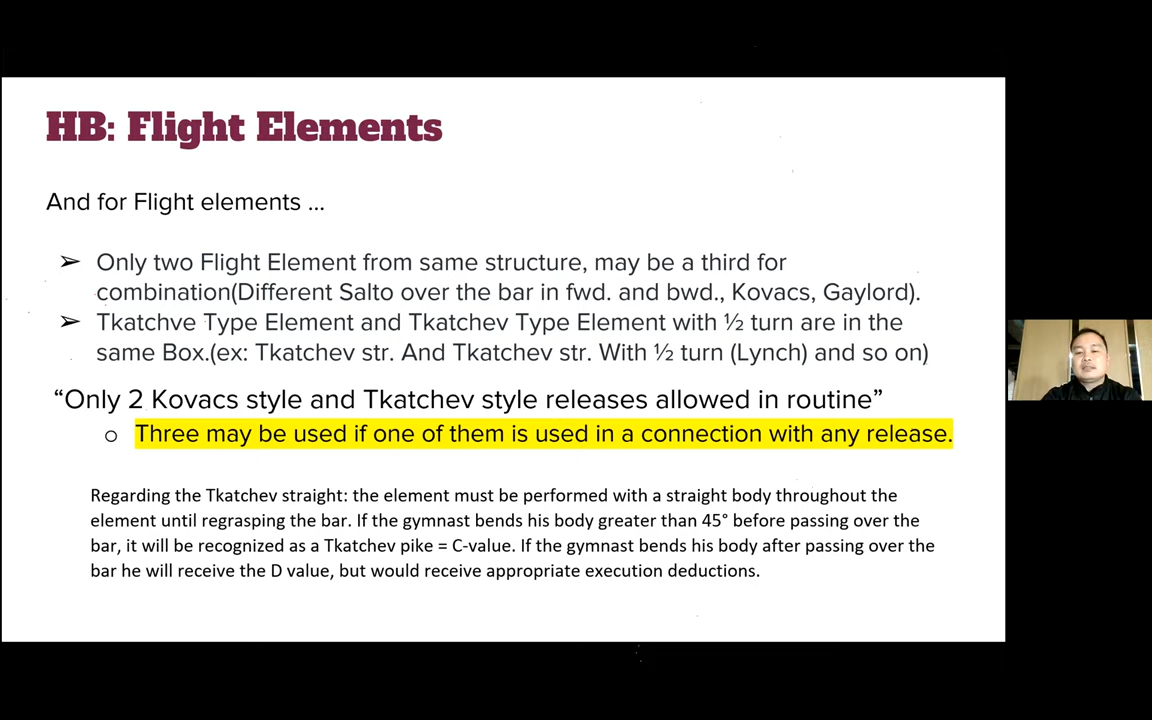 HB: Flight Elements
And for Flight elements ...
➢ Only two Flight Element from same structure, may be a third for
combination(Different Salto over the bar in fwd. and bwd., Kovacs, Gaylord).
➢ Tkatchve Type Element and Tkatchev Type Element with ½ turn are in the
same Box.(ex: Tkatchev str. And Tkatchev str. With ½ turn (Lynch) and so on)
“Only 2 Kovacs style and Tkatchev style releases allowed in routine”
○ Three may be used if one of them is used in a connection with any release.
Regarding the Tkatchev straight: the element must be performed with a straight body throughout the
element until regrasping the bar. If the gymnast bends his body greater than 45° before passing over the
bar, it will be recognized as a Tkatchev pike = C-value. If the gymnast bends his body after passing over the
bar he will receive the D value, but would receive appropriate execution deductions.